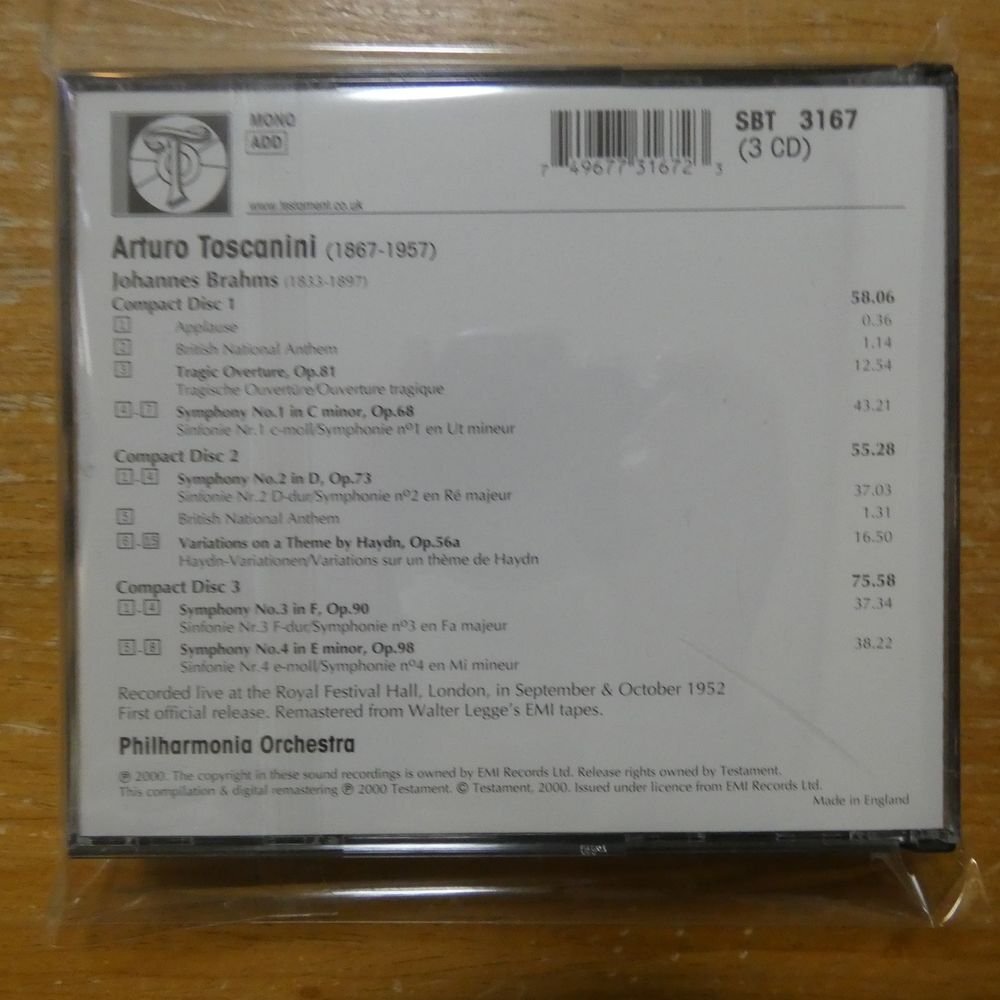 MONO
ADD
www.testament.co.uk
7 49677 31672 3
SBT 3167
(3 CD)
Arturo Toscanini (1867-1957)
Johannes Brahms (1833-1897)
Compact Disc 1 58.06
1 Applause 0.36
2 British National Anthem 1.14
3 Tragic Overture, Op.81 12.54
Tragische Ouvertüre/Ouverture tragique
4-7 Symphony No.1 in C minor, Op.68 43.21
Sinfonie Nr.1 c-moll/Symphonie nº1 en Ut mineur
Compact Disc 2 55.28
1-4 Symphony No.2 in D, Op.73 37.03
Sinfonie Nr.2 D-dur/Symphonie nº2 en Ré majeur
5 British National Anthem 1.31
6-15 Variations on a Theme by Haydn, Op.56a 16.50
Haydn-Variationen/Variations sur un thème de Haydn
Compact Disc 3 75.58
1-4 Symphony No.3 in F, Op.90 37.34
Sinfonie Nr.3 F-dur/Symphonie nº3 en Fa majeur
5-8 Symphony No.4 in E minor, Op.98 38.22
Sinfonie Nr.4 e-moll/Symphonie nº4 en Mi mineur
Recorded live at the Royal Festival Hall, London, in September & October 1952
First official release. Remastered from Walter Legge's EMI tapes.
Philharmonia Orchestra
℗ 2000. The copyright in these sound recordings is owned by EMI Records Ltd. Release rights owned by Testament.
This compilation & digital remastering ℗ 2000 Testament. © Testament, 2000. Issued under licence from EMI Records Ltd.
Made in England